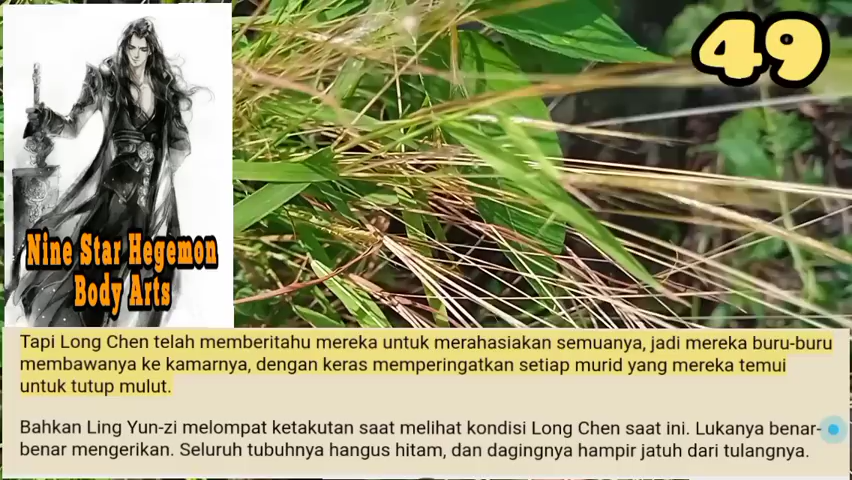 49
Nine Star Hegemon
Body Arts
Tapi Long Chen telah memberitahu mereka untuk merahasiakan semuanya, jadi mereka buru-buru
membawanya ke kamarnya, dengan keras memperingatkan setiap murid yang mereka temui
untuk tutup mulut.
Bahkan Ling Yun-zi melompat ketakutan saat melihat kondisi Long Chen saat ini. Lukanya benar-
benar mengerikan. Seluruh tubuhnya hangus hitam, dan dagingnya hampir jatuh dari tulangnya.